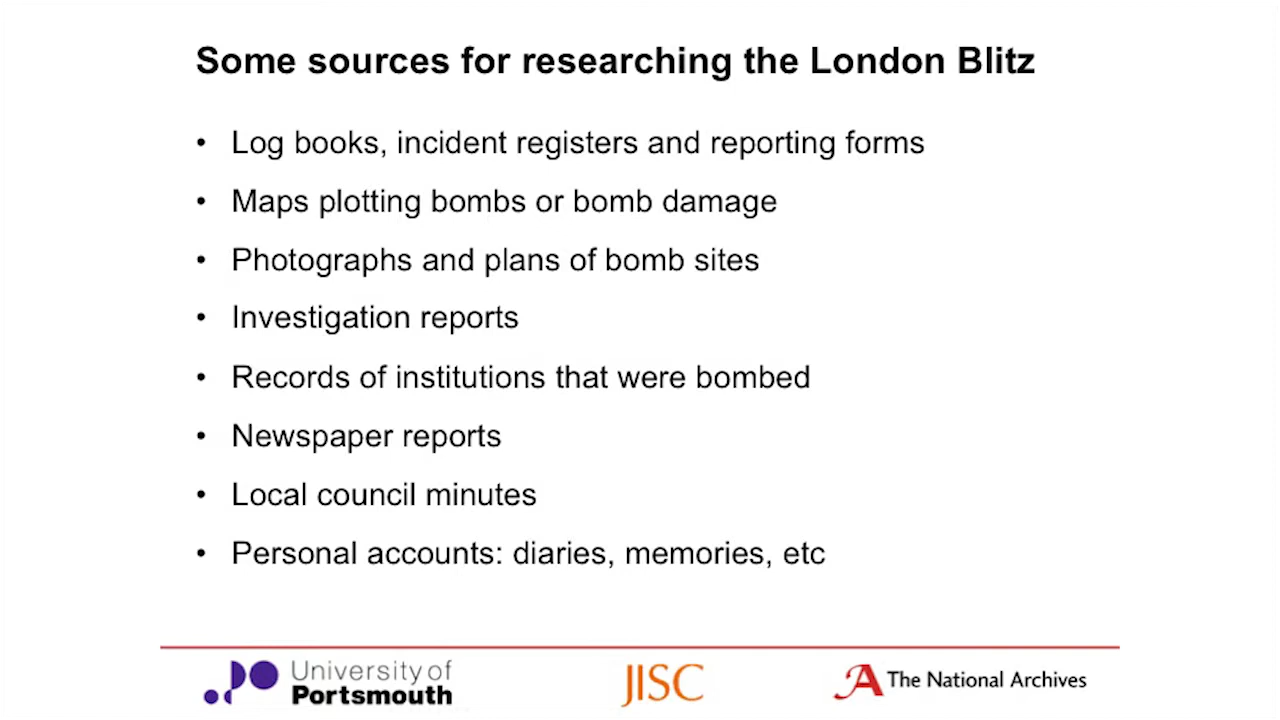 Some sources for researching the London Blitz
• Log books, incident registers and reporting forms
• Maps plotting bombs or bomb damage
• Photographs and plans of bomb sites
• Investigation reports
• Records of institutions that were bombed
• Newspaper reports
• Local council minutes
• Personal accounts: diaries, memories, etc
University of
Portsmouth
JISC
The National Archives